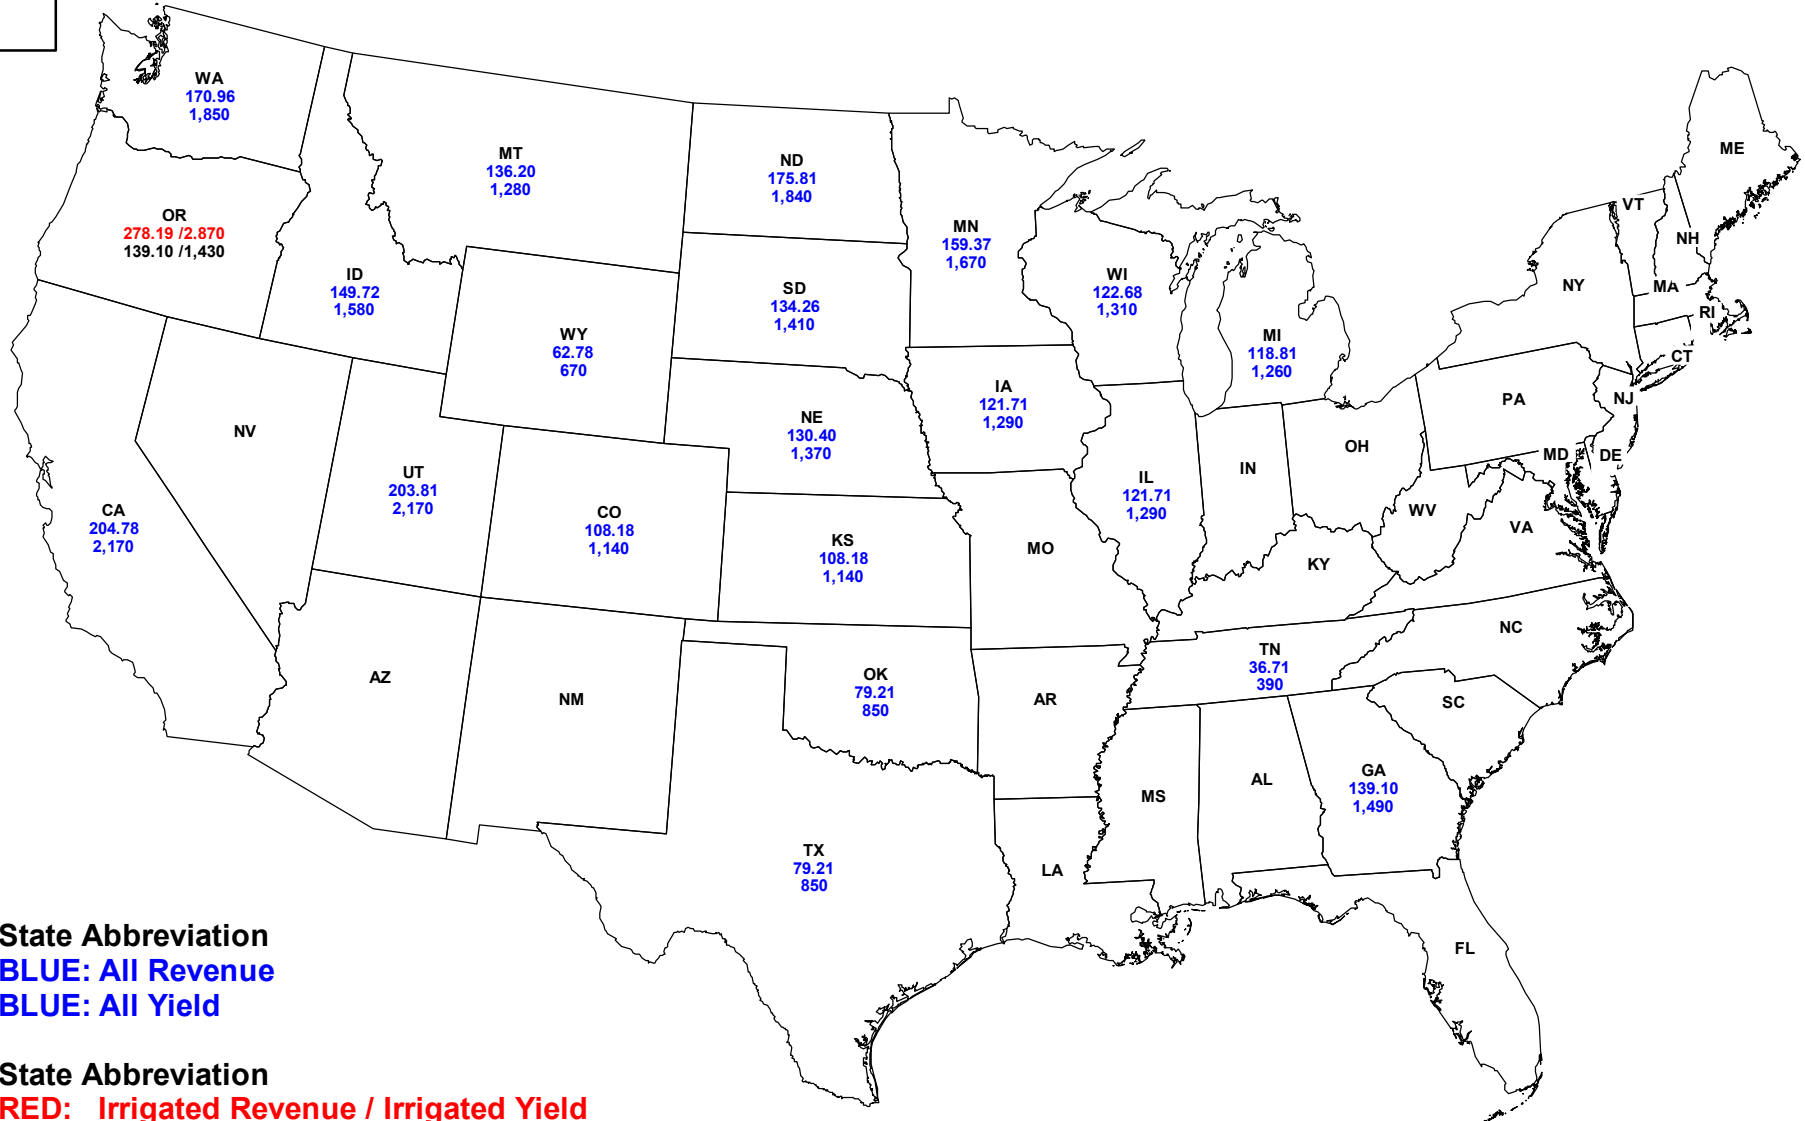 WA
170.96
1,850
MT
136.20
1,280
ND
175.81
1,840
ME
OR
278.19 /2.870
139.10 /1,430
ID
149.72
1,580
MN
159.37
1,670
VT
NH
WI
122.68
1,310
NY
MA
RI
SD
134.26
1,410
WY
62.78
670
MI
118.81
1,260
CT
IA
121.71
1,290
PA
NJ
NE
130.40
1,370
NV
OH
MD
DE
IN
UT
203.81
2,170
IL
121.71
1,290
CA
204.78
2,170
CO
108.18
1,140
WV
VA
KS
108.18
1,140
MO
KY
NC
TN
36.71
390
AZ
NM
OK
79.21
850
AR
SC
GA
139.10
1,490
AL
MS
TX
79.21
850
LA
FL
State Abbreviation
BLUE: All Revenue
BLUE: All Yield
State Abbreviation
RED: Irrigated Revenue / Irrigated Yield